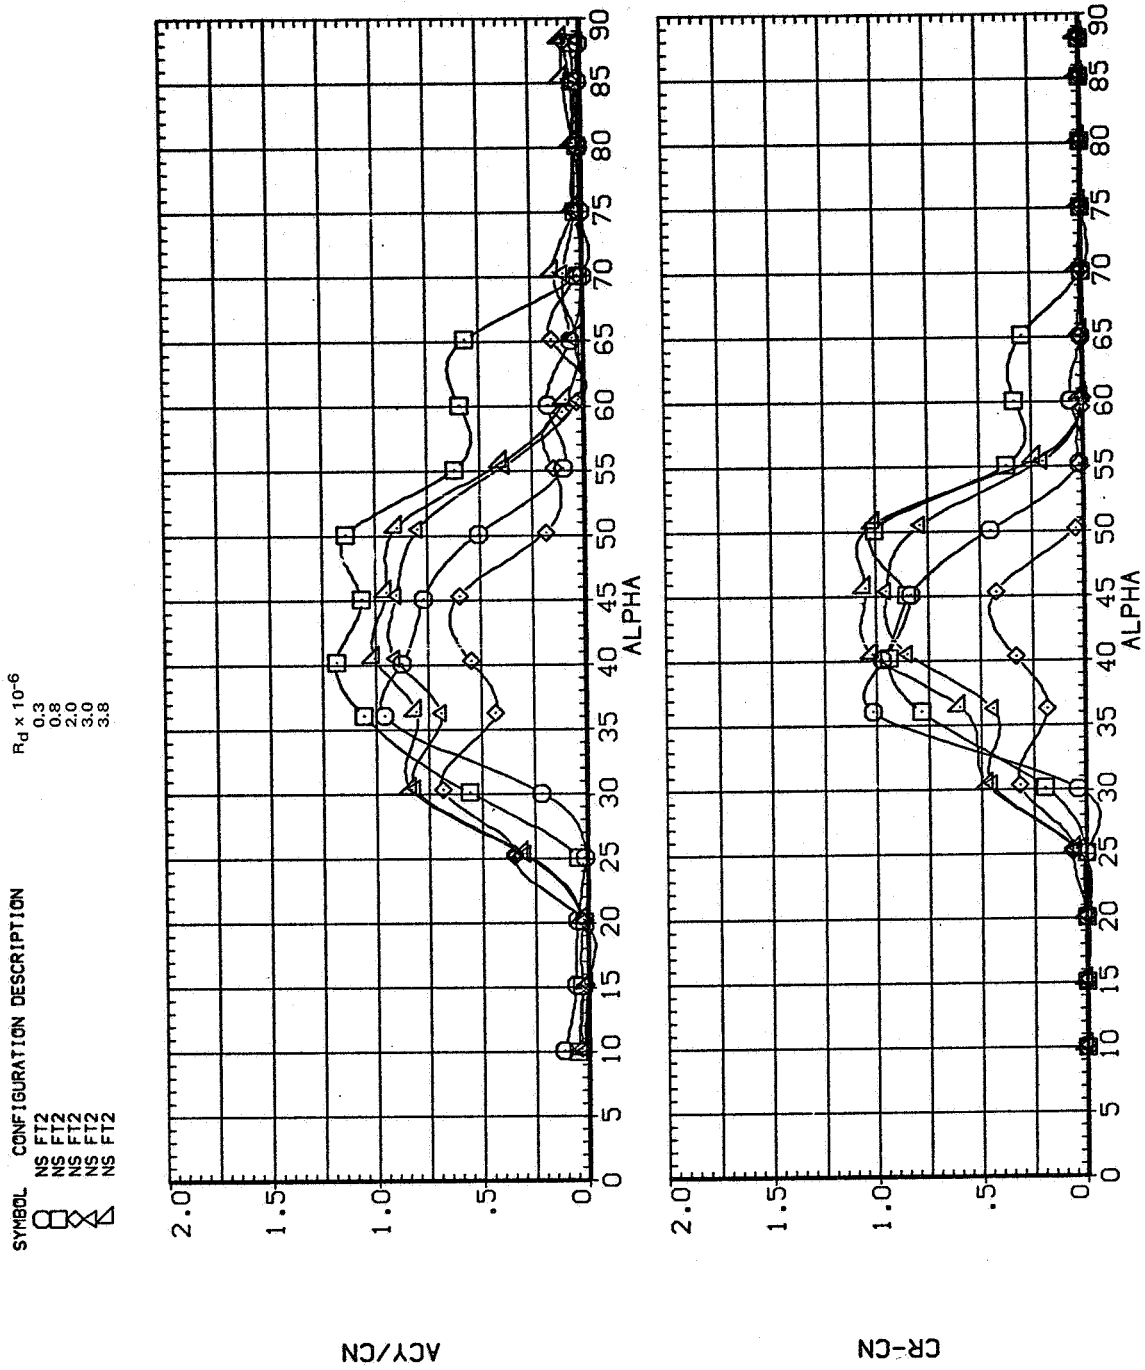 SYMBOL CONFIGURATION DESCRIPTION
R_d x 10^-6
NS FT2 0.3
NS FT2 0.8
NS FT2 2.0
NS FT2 3.0
NS FT2 3.8
ACY/CN
2.0
1.5
1.0
.5
0
0 5 10 15 20 25 30 35 40 45 50 55 60 65 70 75 80 85 90
ALPHA
CR-CN
2.0
1.5
1.0
.5
0
0 5 10 15 20 25 30 35 40 45 50 55 60 65 70 75 80 85 90
ALPHA